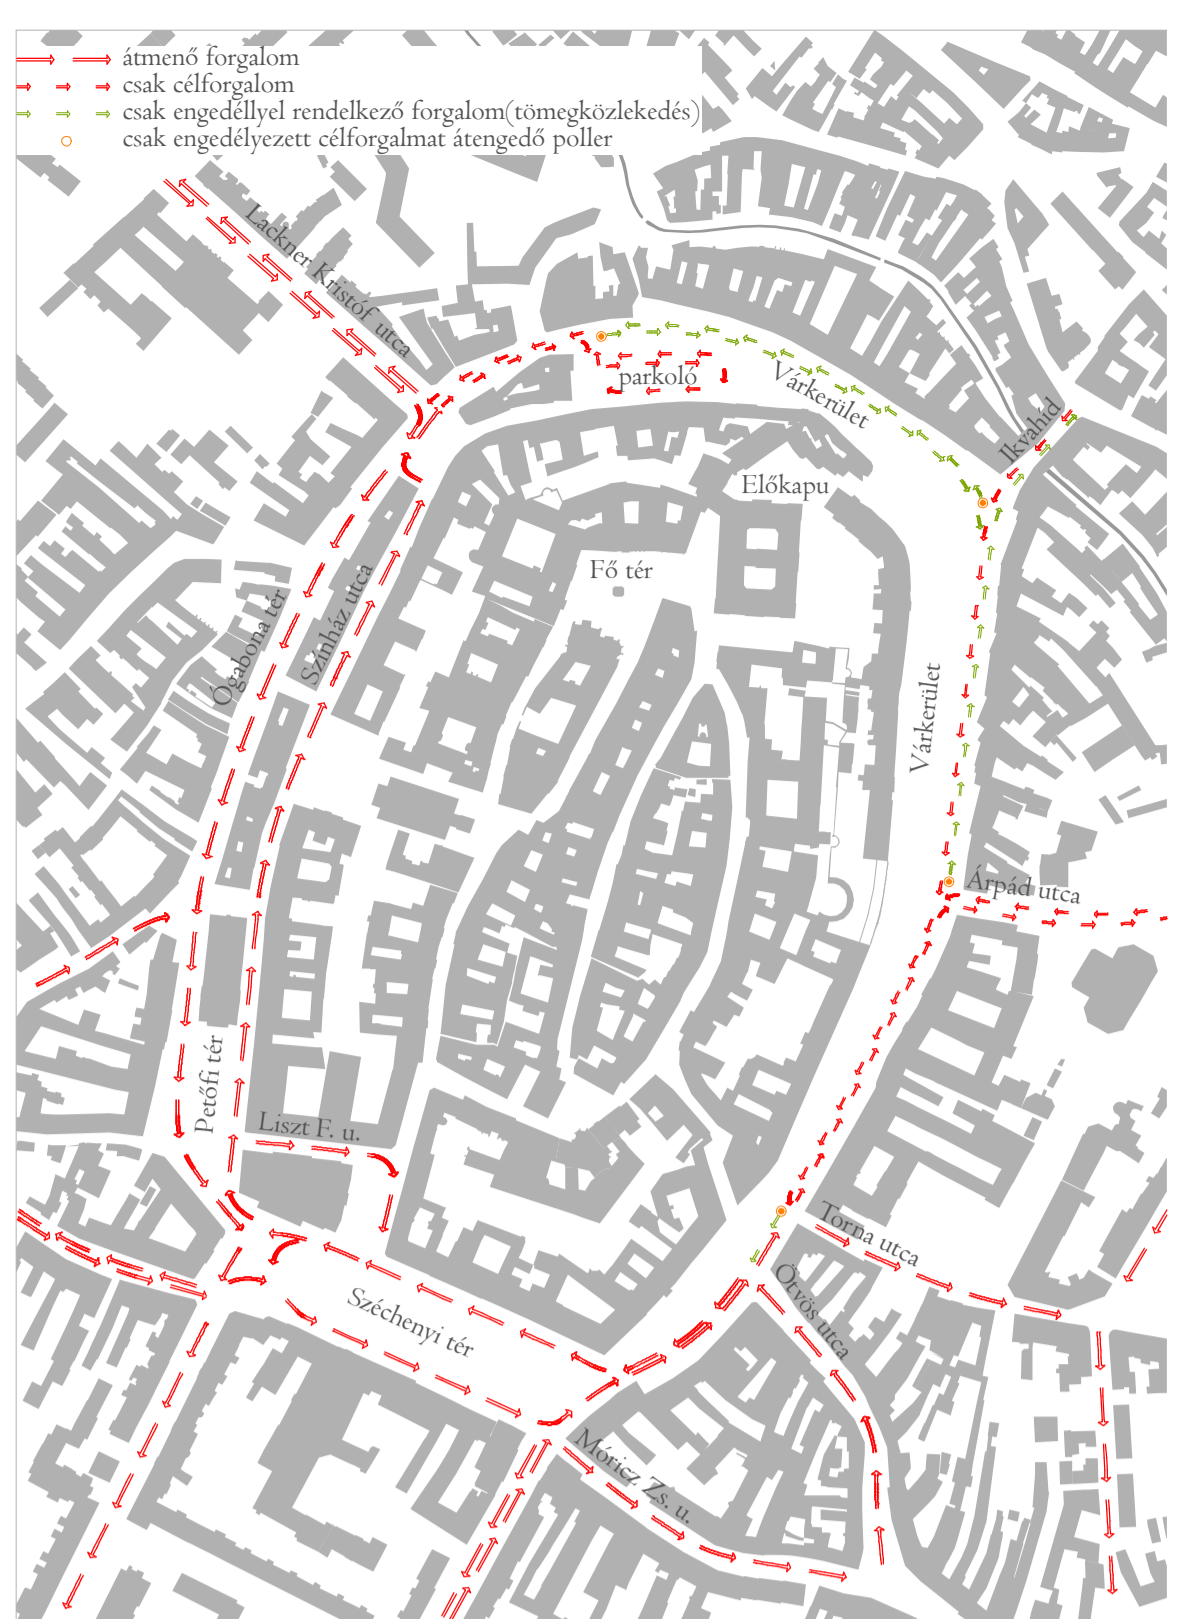 átmenő forgalom
csak célforgalom
csak engedéllyel rendelkező forgalom(tömegközlekedés)
csak engedélyezett célforgalmat átengedő poller
Lackner Kristóf utca
parkoló
Várkerület
Ikvahíd
Előkapu
Fő tér
Ógabona tér
Színház utca
Várkerület
Árpád utca
Petőfi tér
Liszt F. u.
Torna utca
Ötvös utca
Széchenyi tér
Móricz Zs. u.